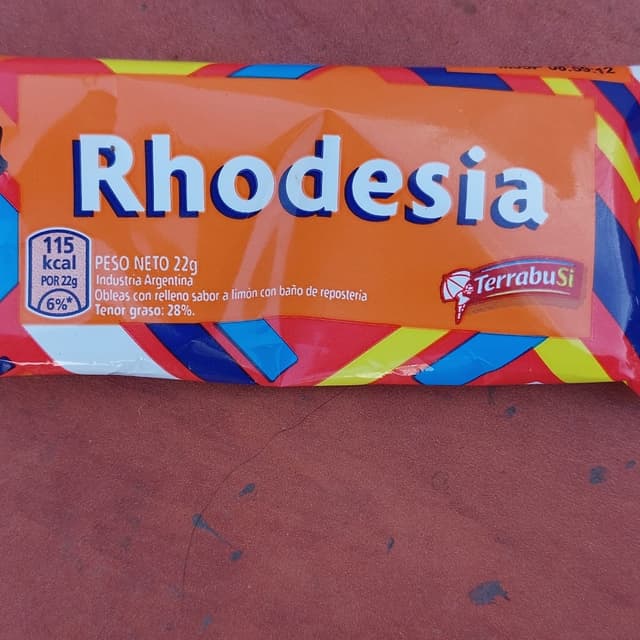 Rhodesia
115
kcal
POR 22g
6%*
PESO NETO 22g
Industria Argentina
Obleas con relleno sabor a limón con baño de repostería
Tenor graso: 28%.
TerrabuSi